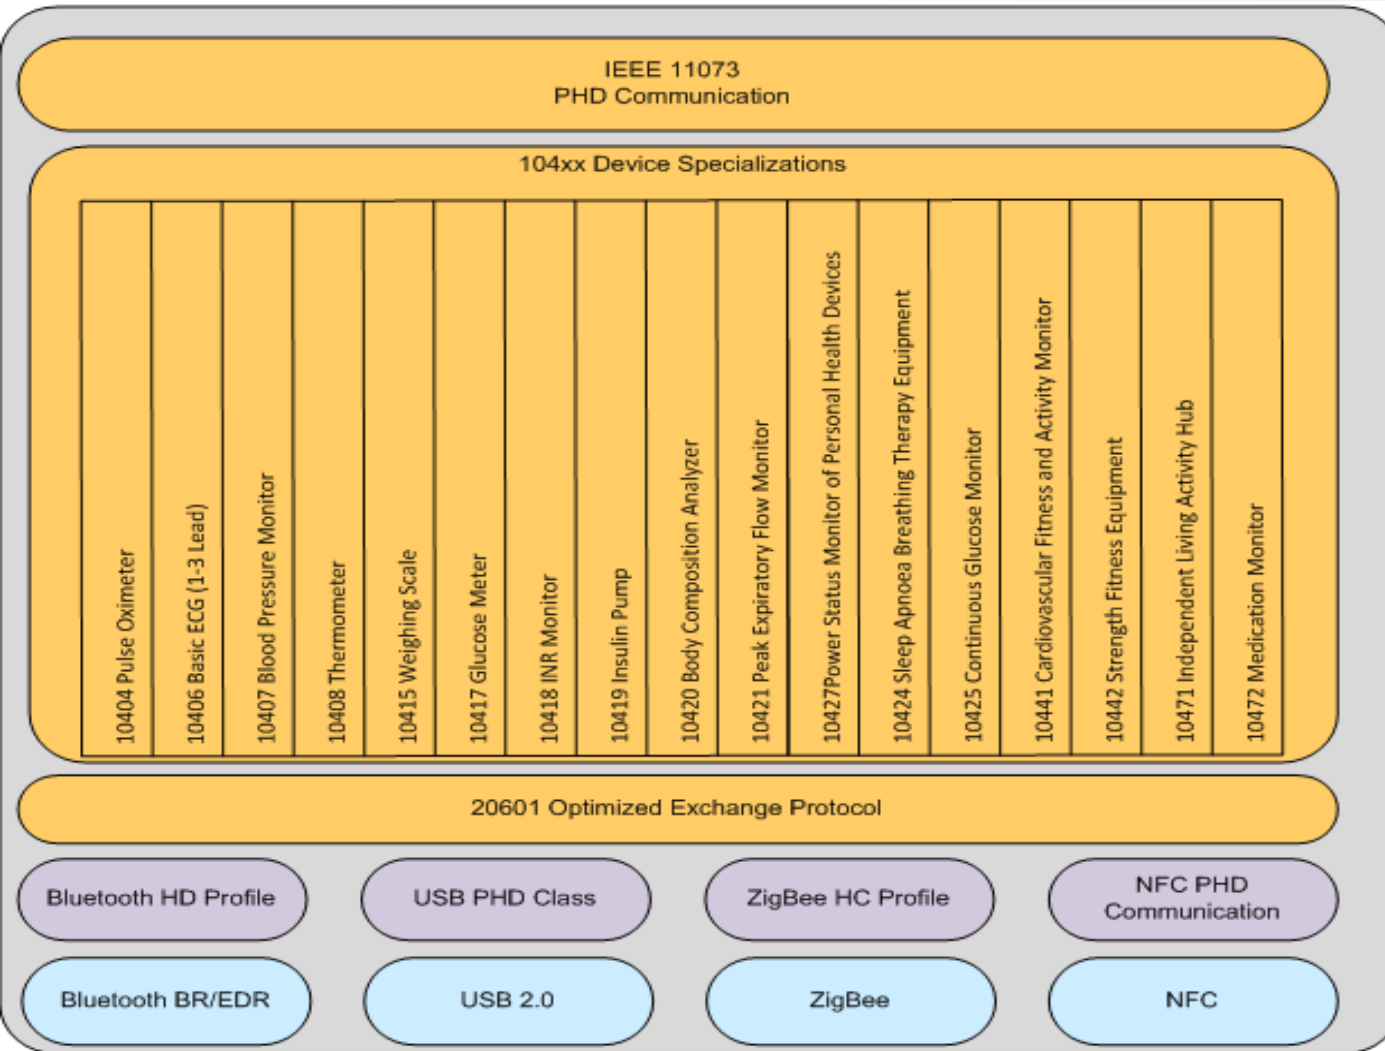 IEEE 11073
PHD Communication
104xx Device Specializations
10404 Pulse Oximeter
10406 Basic ECG (1-3 Lead)
10407 Blood Pressure Monitor
10408 Thermometer
10415 Weighing Scale
10417 Glucose Meter
10418 INR Monitor
10419 Insulin Pump
10420 Body Composition Analyzer
10421 Peak Expiratory Flow Monitor
10427Power Status Monitor of Personal Health Devices
10424 Sleep Apnoea Breathing Therapy Equipment
10425 Continuous Glucose Monitor
10441 Cardiovascular Fitness and Activity Monitor
10442 Strength Fitness Equipment
10471 Independent Living Activity Hub
10472 Medication Monitor
20601 Optimized Exchange Protocol
Bluetooth HD Profile
USB PHD Class
ZigBee HC Profile
NFC PHD
Communication
Bluetooth BR/EDR
USB 2.0
ZigBee
NFC